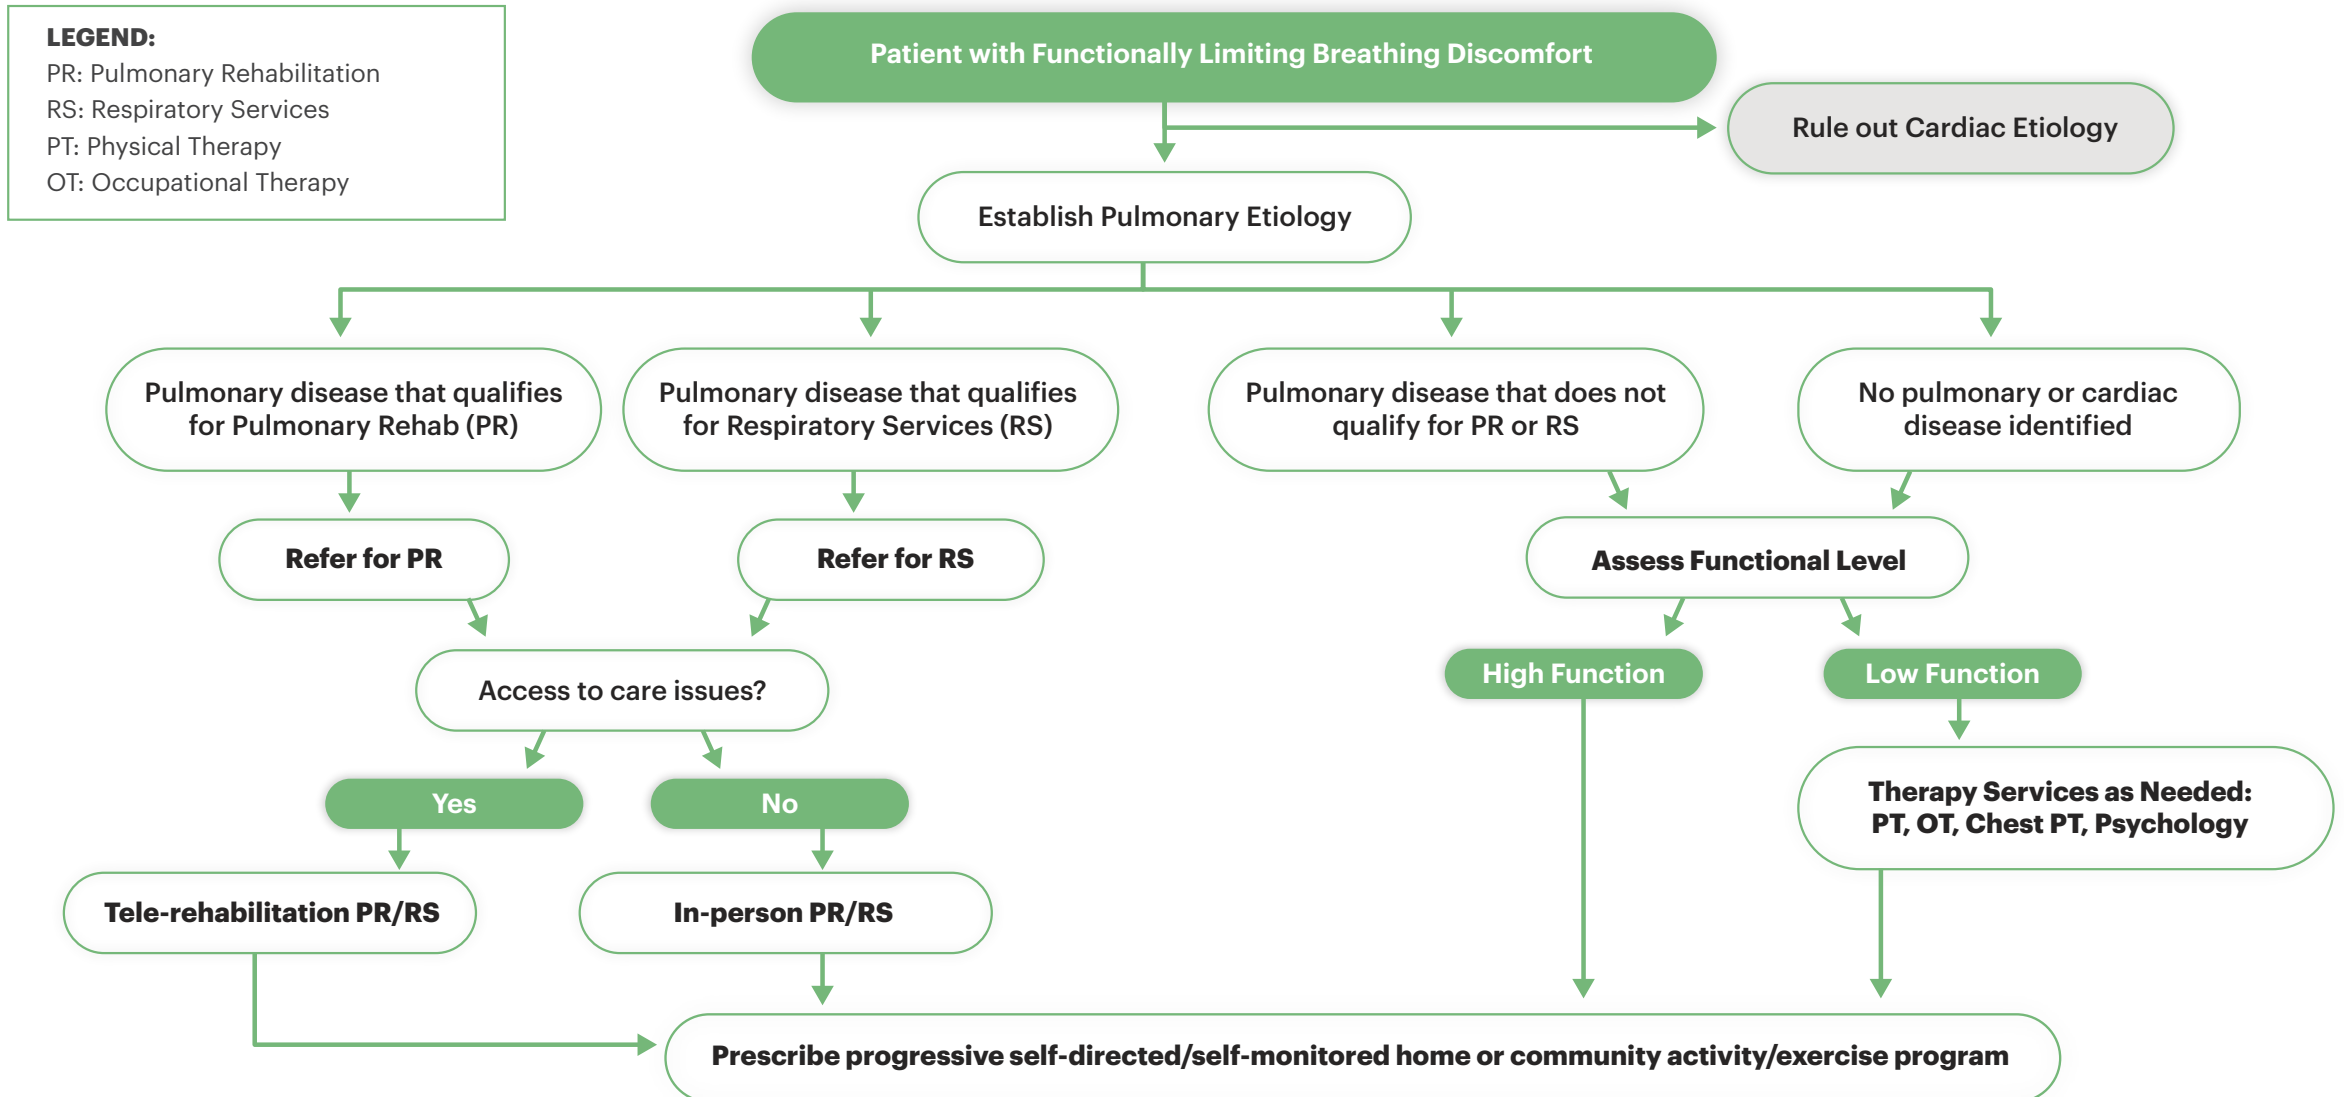 LEGEND:
PR: Pulmonary Rehabilitation
RS: Respiratory Services
PT: Physical Therapy
OT: Occupational Therapy
Patient with Functionally Limiting Breathing Discomfort
Rule out Cardiac Etiology
Establish Pulmonary Etiology
Pulmonary disease that qualifies
for Pulmonary Rehab (PR)
Pulmonary disease that qualifies
for Respiratory Services (RS)
Pulmonary disease that does not
qualify for PR or RS
No pulmonary or cardiac
disease identified
Refer for PR
Refer for RS
Assess Functional Level
Access to care issues?
High Function
Low Function
Yes
No
Therapy Services as Needed:
PT, OT, Chest PT, Psychology
Tele-rehabilitation PR/RS
In-person PR/RS
Prescribe progressive self-directed/self-monitored home or community activity/exercise program